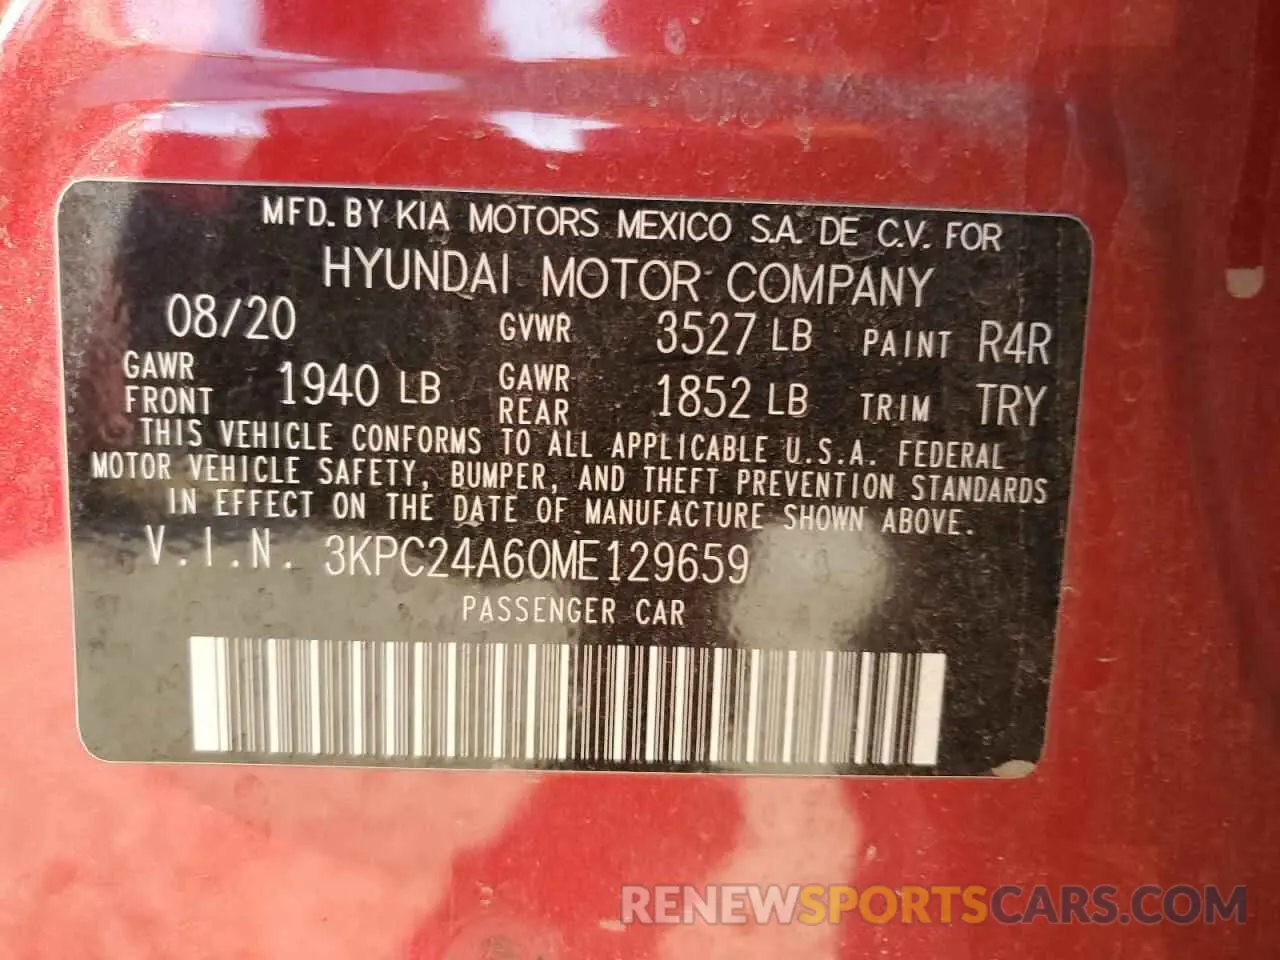 MFD. BY KIA MOTORS MEXICO S.A. DE C.V. FOR
HYUNDAI MOTOR COMPANY
08/20 GVWR 3527 LB PAINT R4R
GAWR FRONT 1940 LB GAWR REAR 1852 LB TRIM TRY
THIS VEHICLE CONFORMS TO ALL APPLICABLE U.S.A. FEDERAL
MOTOR VEHICLE SAFETY, BUMPER, AND THEFT PREVENTION STANDARDS
IN EFFECT ON THE DATE OF MANUFACTURE SHOWN ABOVE.
V.I.N. 3KPC24A60ME129659
PASSENGER CAR
RENEWSPORTSCARS.COM